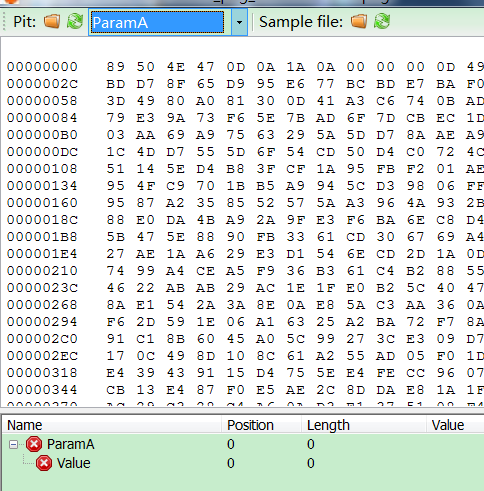 Pit: ParamA Sample file:
00000000 89 50 4E 47 0D 0A 1A 0A 00 00 00 0D 49
0000002C BD D7 8F 65 D9 95 E6 77 BC BD E7 BA F0
00000058 3D 49 80 A0 81 30 0D 41 A3 C6 74 0B AD
00000084 79 E3 9A 73 F6 5E 7B AD 6F 7D CB EC 1D
000000B0 03 AA 69 A9 75 63 29 5A 5D D7 8A AE A9
000000DC 1C 4D D7 55 5D 6F 54 CD 50 D4 C0 72 4C
00000108 51 14 5E D4 B8 3F CF 1A 95 FB F2 01 AE
00000134 95 4F C9 70 1B B5 A9 94 5C D3 98 06 FF
00000160 95 87 A2 35 85 52 57 5A A3 96 4A 93 2B
0000018C 88 E0 DA 4B A9 2A 9F E3 F6 BA 6E C8 D4
000001B8 5B 47 5E 88 90 FB 33 61 CD 30 67 69 A4
000001E4 27 AE 1A A6 29 E3 D1 54 6E CD 2D 1A 0D
00000210 74 99 A4 CE A5 F9 36 B3 61 C4 B2 88 55
0000023C 46 22 AB AB 29 AC 1E 1F E0 B2 5C 40 47
00000268 8A E1 54 2A 3A 8E 0A E8 5A C3 AA 36 0A
00000294 F6 2D 59 1E 06 A1 63 25 A2 BA 72 F7 8A
000002C0 91 C1 8B 60 45 A0 5C 99 27 3C E3 09 D7
000002EC 17 0C 49 8D 10 8C 61 A2 55 AD 05 F0 1D
00000318 E4 39 43 91 15 D4 75 5E E4 FE CC 96 07
00000344 CB 13 E4 87 F0 E5 AE 2C 8D DA E8 1A 1F
Name Position Length Value
ParamA 0 0
Value 0 0